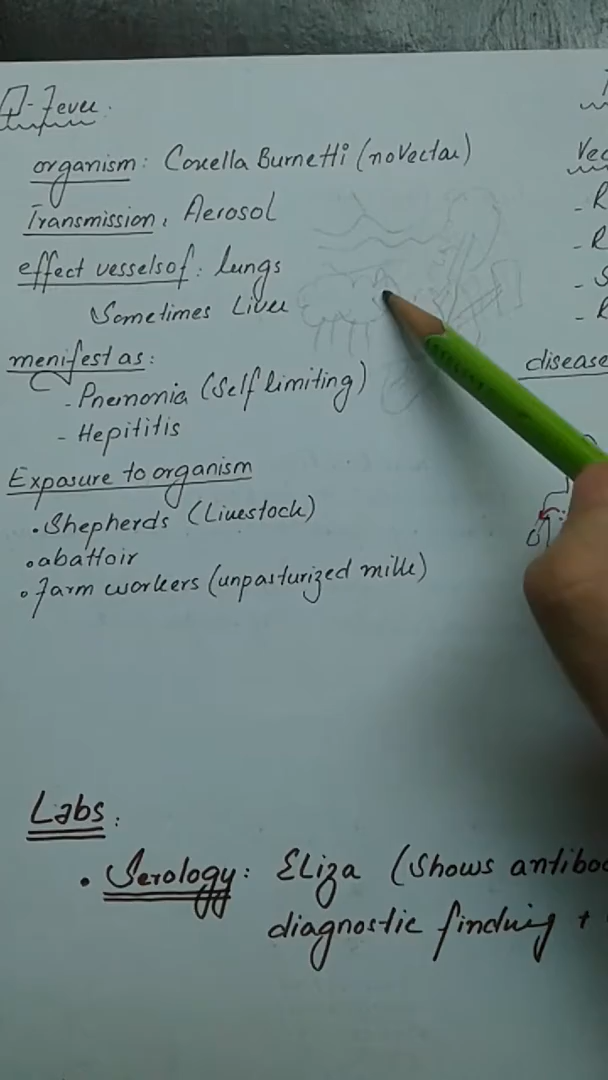 Q-Fever.
organism: Coxella Burnetti (no Vector)
Transmission: Aerosol
effect vessels of: lungs
Sometimes Liver
menifest as:
- Pnemonia (Self limiting)
- Hepititis
Exposure to organism
• Shepherds (Livestock)
• abattoir
• farm workers (unpasturized milk)
Vec
- R
- R
- S
- R
disease
Labs:
• Serology: Eliza (Shows antibo
diagnostic finding +